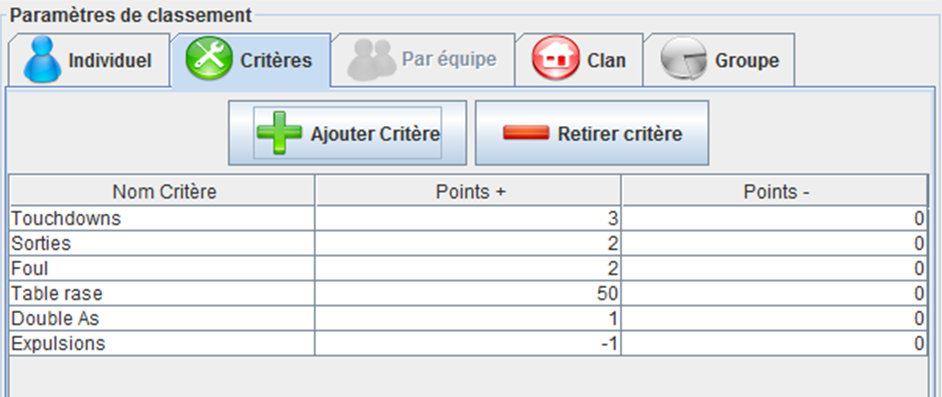 Paramètres de classement
Individuel Critères Par équipe Clan Groupe
Ajouter Critère Retirer critère
Nom Critère Points + Points -
Touchdowns 3 0
Sorties 2 0
Foul 2 0
Table rase 50 0
Double As 1 0
Expulsions -1 0